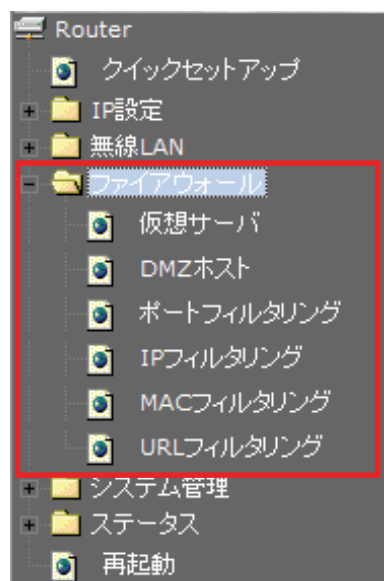 Router
クイックセットアップ
IP設定
無線LAN
ファイアウォール
仮想サーバ
DMZホスト
ポートフィルタリング
IPフィルタリング
MACフィルタリング
URLフィルタリング
システム管理
ステータス
再起動